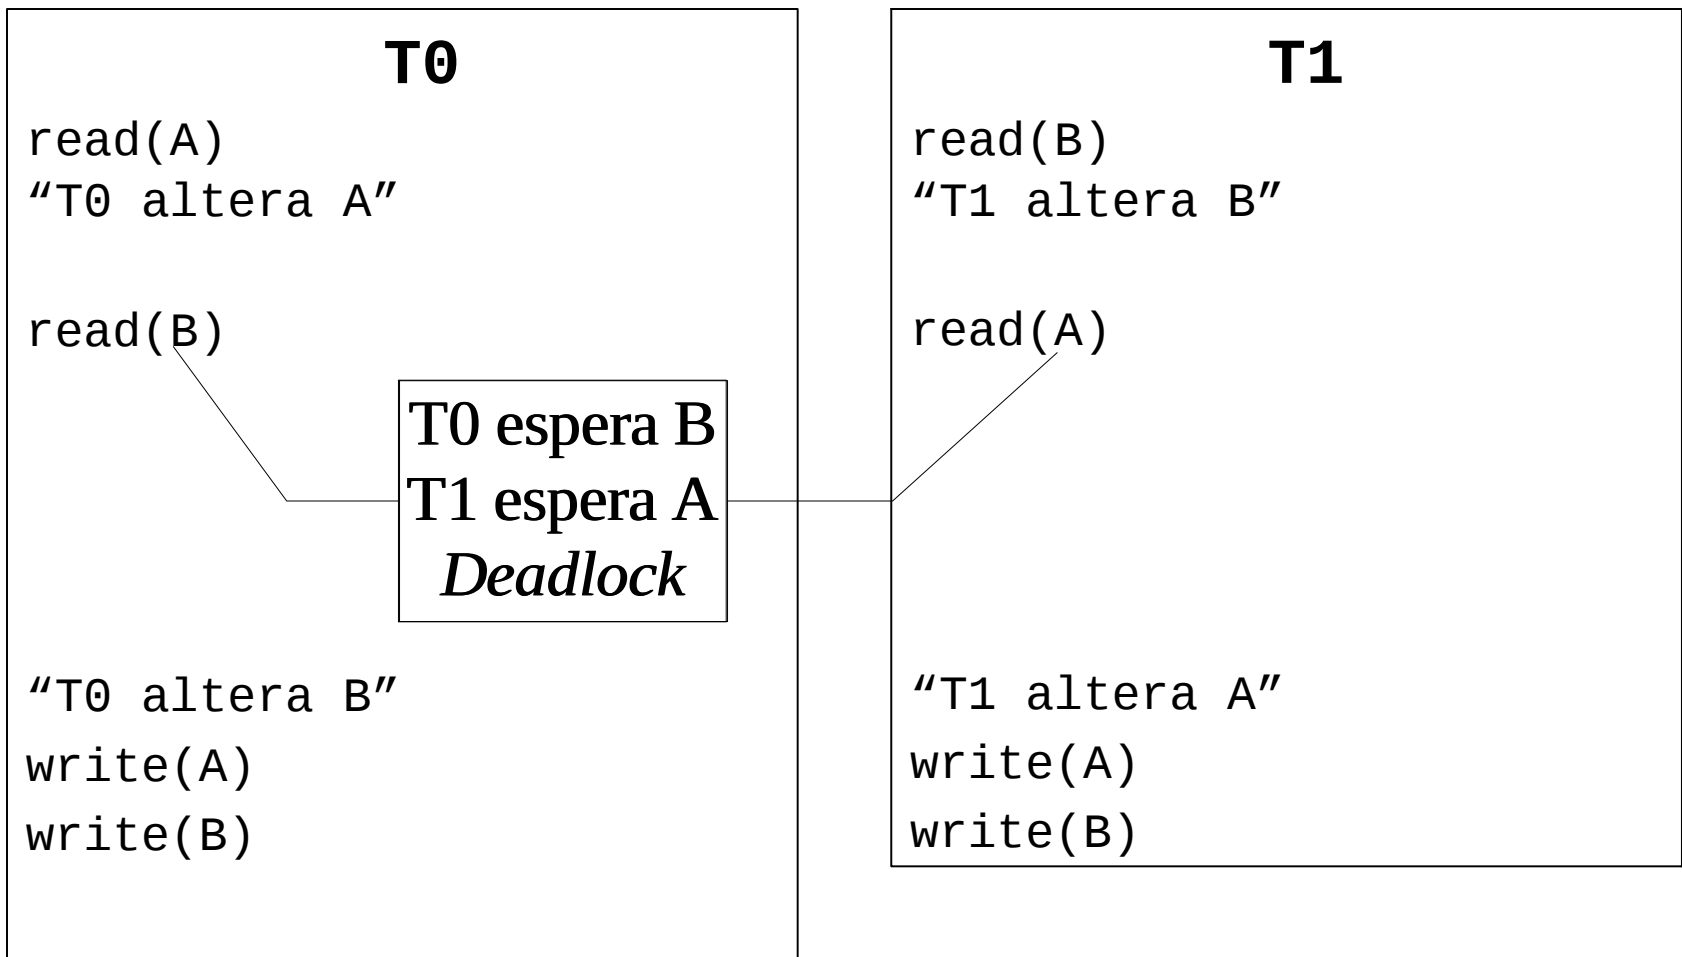 T0
read(A)
“T0 altera A”
read(B)
T0 espera B
T1 espera A
Deadlock
“T0 altera B”
write(A)
write(B)
T1
read(B)
“T1 altera B”
read(A)
“T1 altera A”
write(A)
write(B)